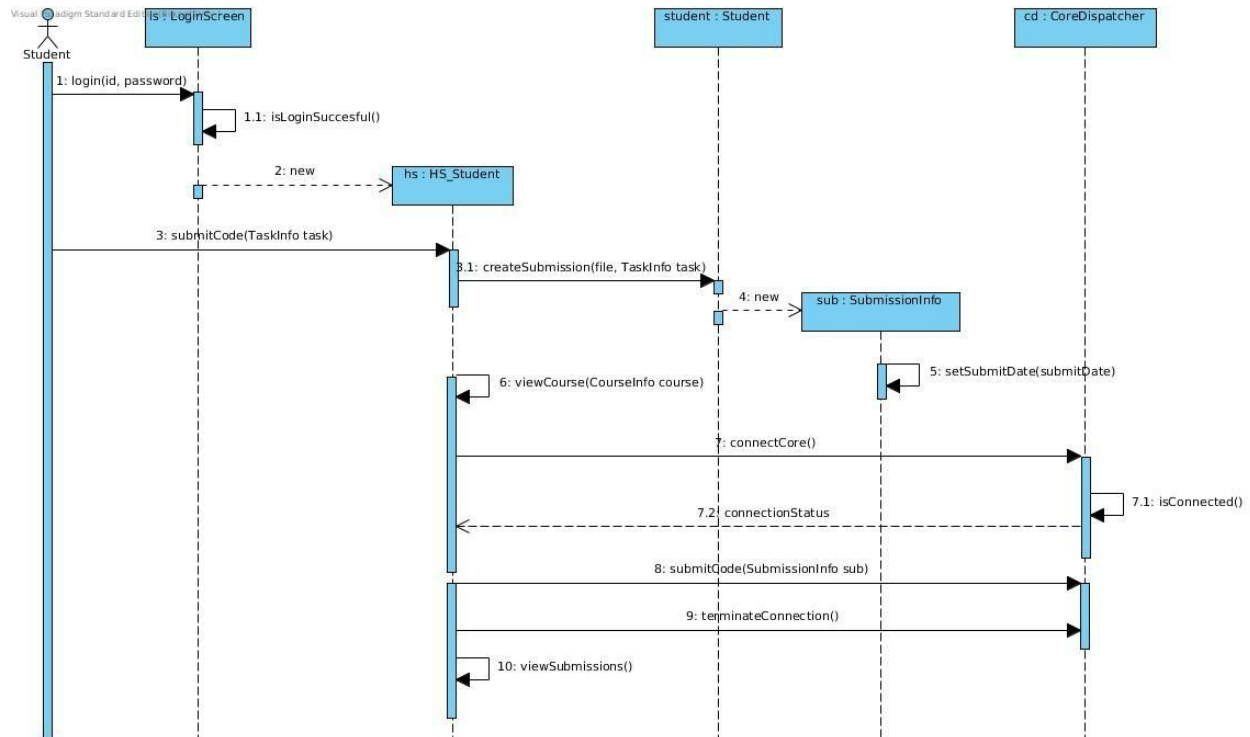 Visual Paradigm Standard
ls : LoginScreen
student : Student
cd : CoreDispatcher
Student
1: login(id, password)
1.1: isLoginSuccesful()
2: new
hs : HS_Student
3: submitCode(TaskInfo task)
3.1: createSubmission(file, TaskInfo task)
4: new
sub : SubmissionInfo
5: setSubmitDate(submitDate)
6: viewCourse(CourseInfo course)
7: connectCore()
7.1: isConnected()
7.2: connectionStatus
8: submitCode(SubmissionInfo sub)
9: terminateConnection()
10: viewSubmissions()